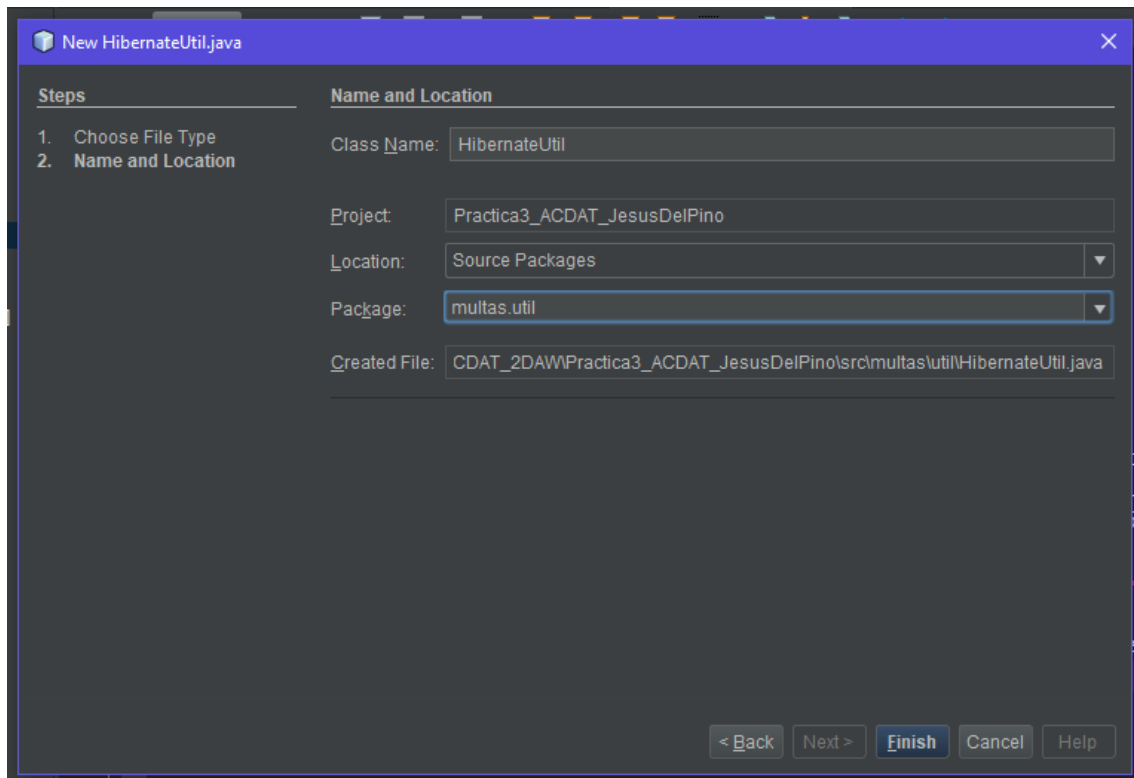 New HibernateUtil.java
Steps
1. Choose File Type
2. Name and Location
Name and Location
Class Name: HibernateUtil
Project: Practica3_ACDAT_JesusDelPino
Location: Source Packages
Package: multas.util
Created File: CDAT_2DAW\Practica3_ACDAT_JesusDelPino\src\multas\util\HibernateUtil.java
< Back Next > Finish Cancel Help